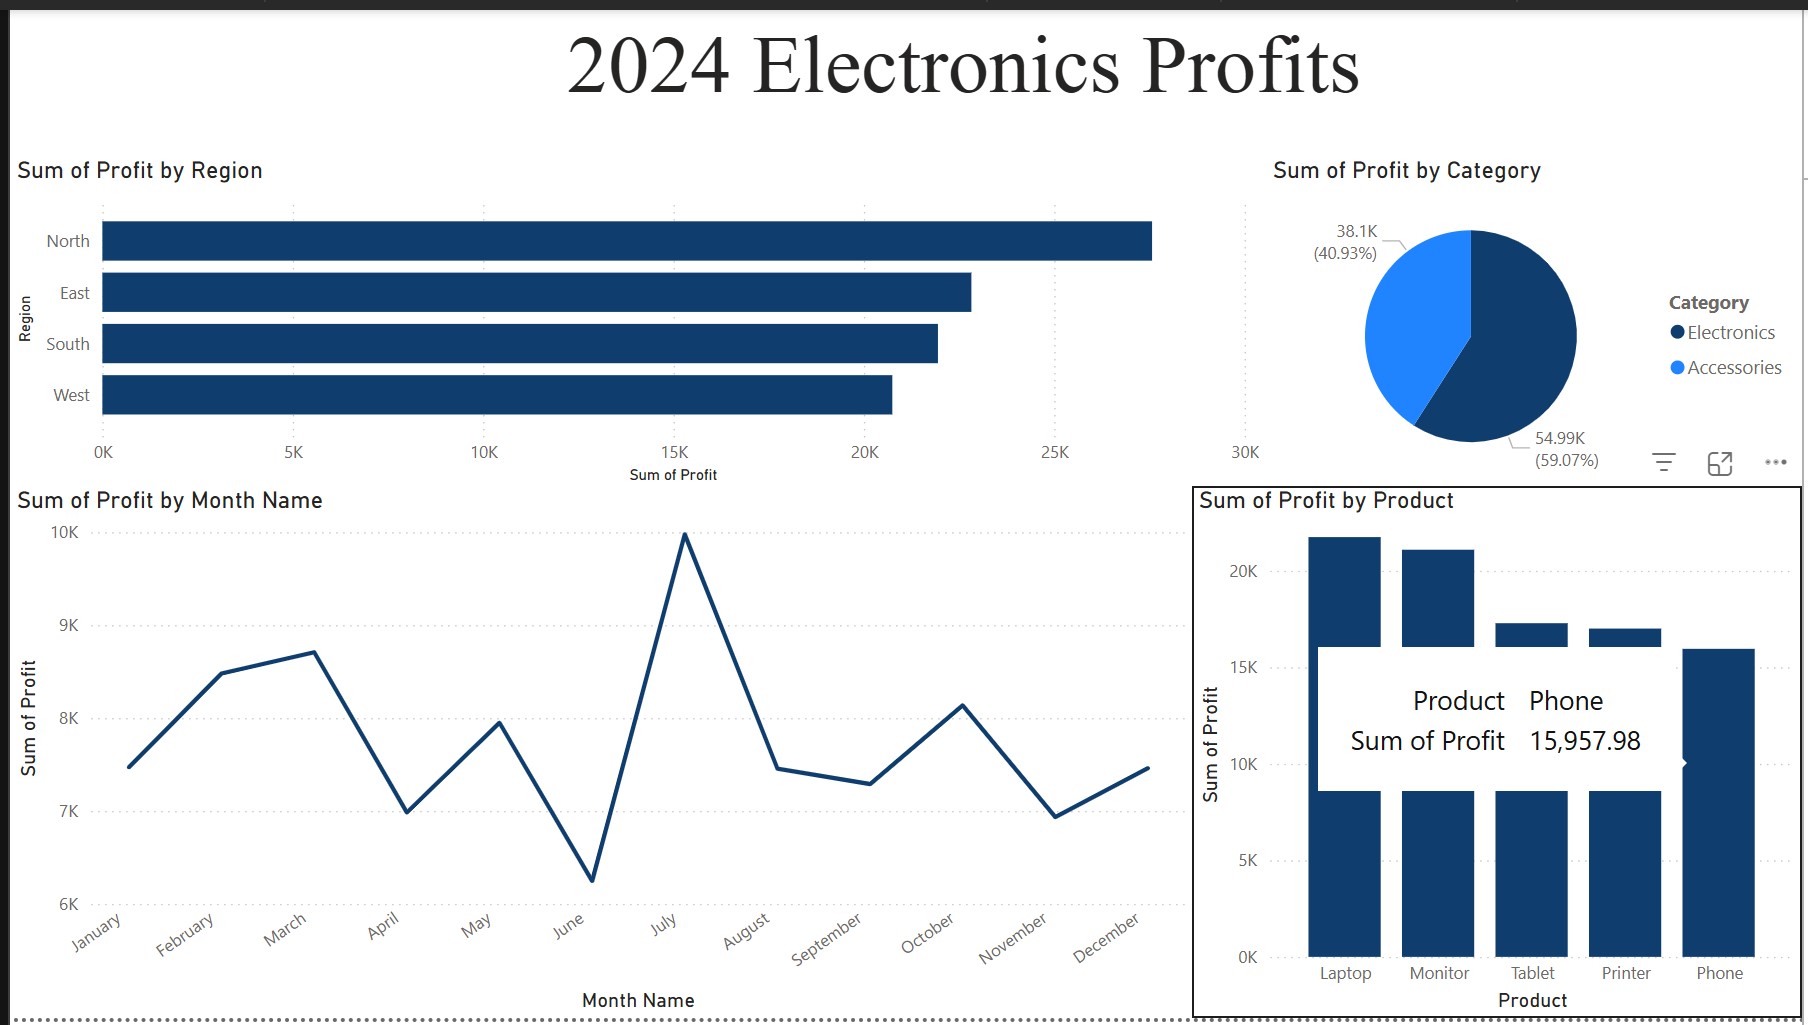 2024 Electronics Profits
Sum of Profit by Region
North
East
South
West
Region
0K 5K 10K 15K 20K 25K 30K
Sum of Profit
Sum of Profit by Category
38.1K
(40.93%)
54.99K
(59.07%)
Category
Electronics
Accessories
Sum of Profit by Month Name
10K
9K
8K
7K
6K
Sum of Profit
January February March April May June July August September October November December
Month Name
Sum of Profit by Product
20K
15K
10K
5K
0K
Sum of Profit
Product Phone
Sum of Profit 15,957.98
Laptop Monitor Tablet Printer Phone
Product